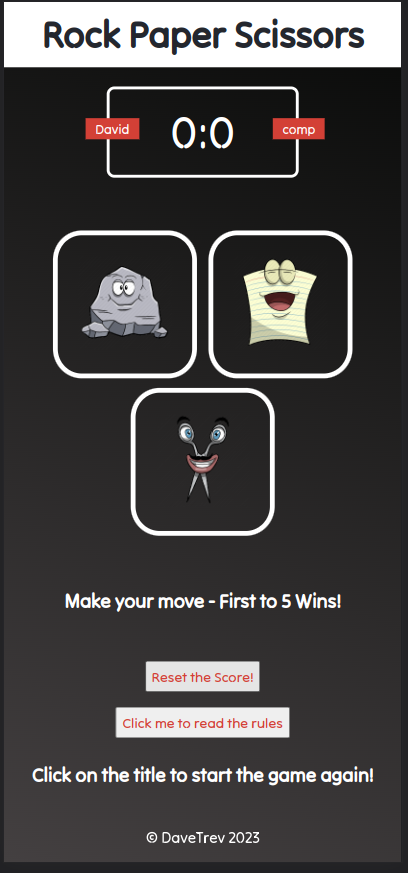 Rock Paper Scissors
David
0:0
comp
Make your move - First to 5 Wins!
Reset the Score!
Click me to read the rules
Click on the title to start the game again!
© DaveTrev 2023